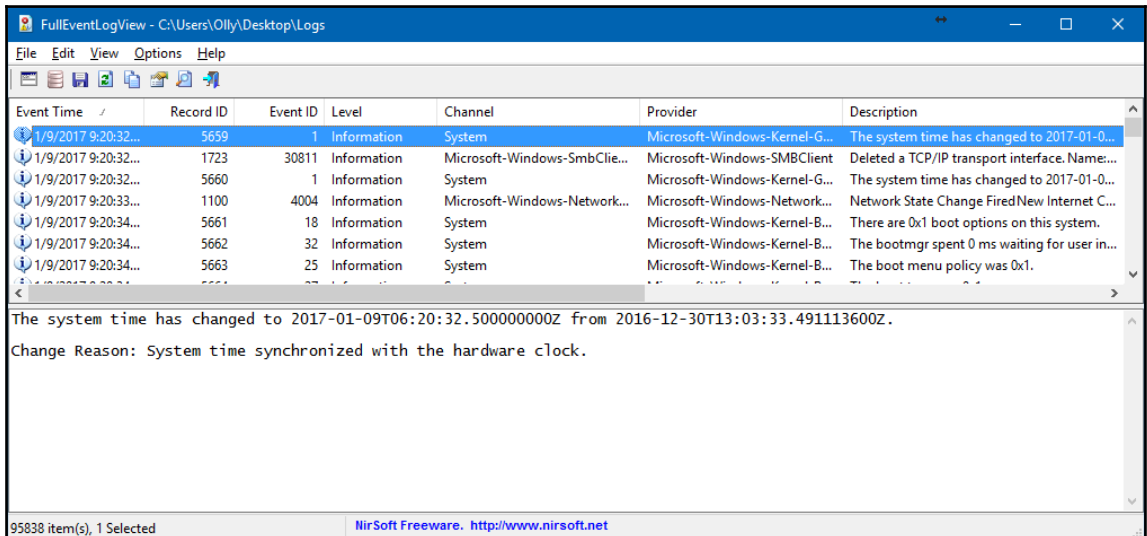 FullEventLogView - C:\Users\Olly\Desktop\Logs
File Edit View Options Help
Event Time Record ID Event ID Level Channel Provider Description
1/9/2017 9:20:32... 5659 1 Information System Microsoft-Windows-Kernel-G... The system time has changed to 2017-01-0...
1/9/2017 9:20:32... 1723 30811 Information Microsoft-Windows-SmbClie... Microsoft-Windows-SMBClient Deleted a TCP/IP transport interface. Name:...
1/9/2017 9:20:32... 5660 1 Information System Microsoft-Windows-Kernel-G... The system time has changed to 2017-01-0...
1/9/2017 9:20:33... 1100 4004 Information Microsoft-Windows-Network... Microsoft-Windows-Network... Network State Change Fired New Internet C...
1/9/2017 9:20:34... 5661 18 Information System Microsoft-Windows-Kernel-B... There are 0x1 boot options on this system.
1/9/2017 9:20:34... 5662 32 Information System Microsoft-Windows-Kernel-B... The bootmgr spent 0 ms waiting for user in...
1/9/2017 9:20:34... 5663 25 Information System Microsoft-Windows-Kernel-B... The boot menu policy was 0x1.
The system time has changed to 2017-01-09T06:20:32.500000000Z from 2016-12-30T13:03:33.491113600Z.
Change Reason: System time synchronized with the hardware clock.
95838 item(s), 1 Selected NirSoft Freeware. http://www.nirsoft.net